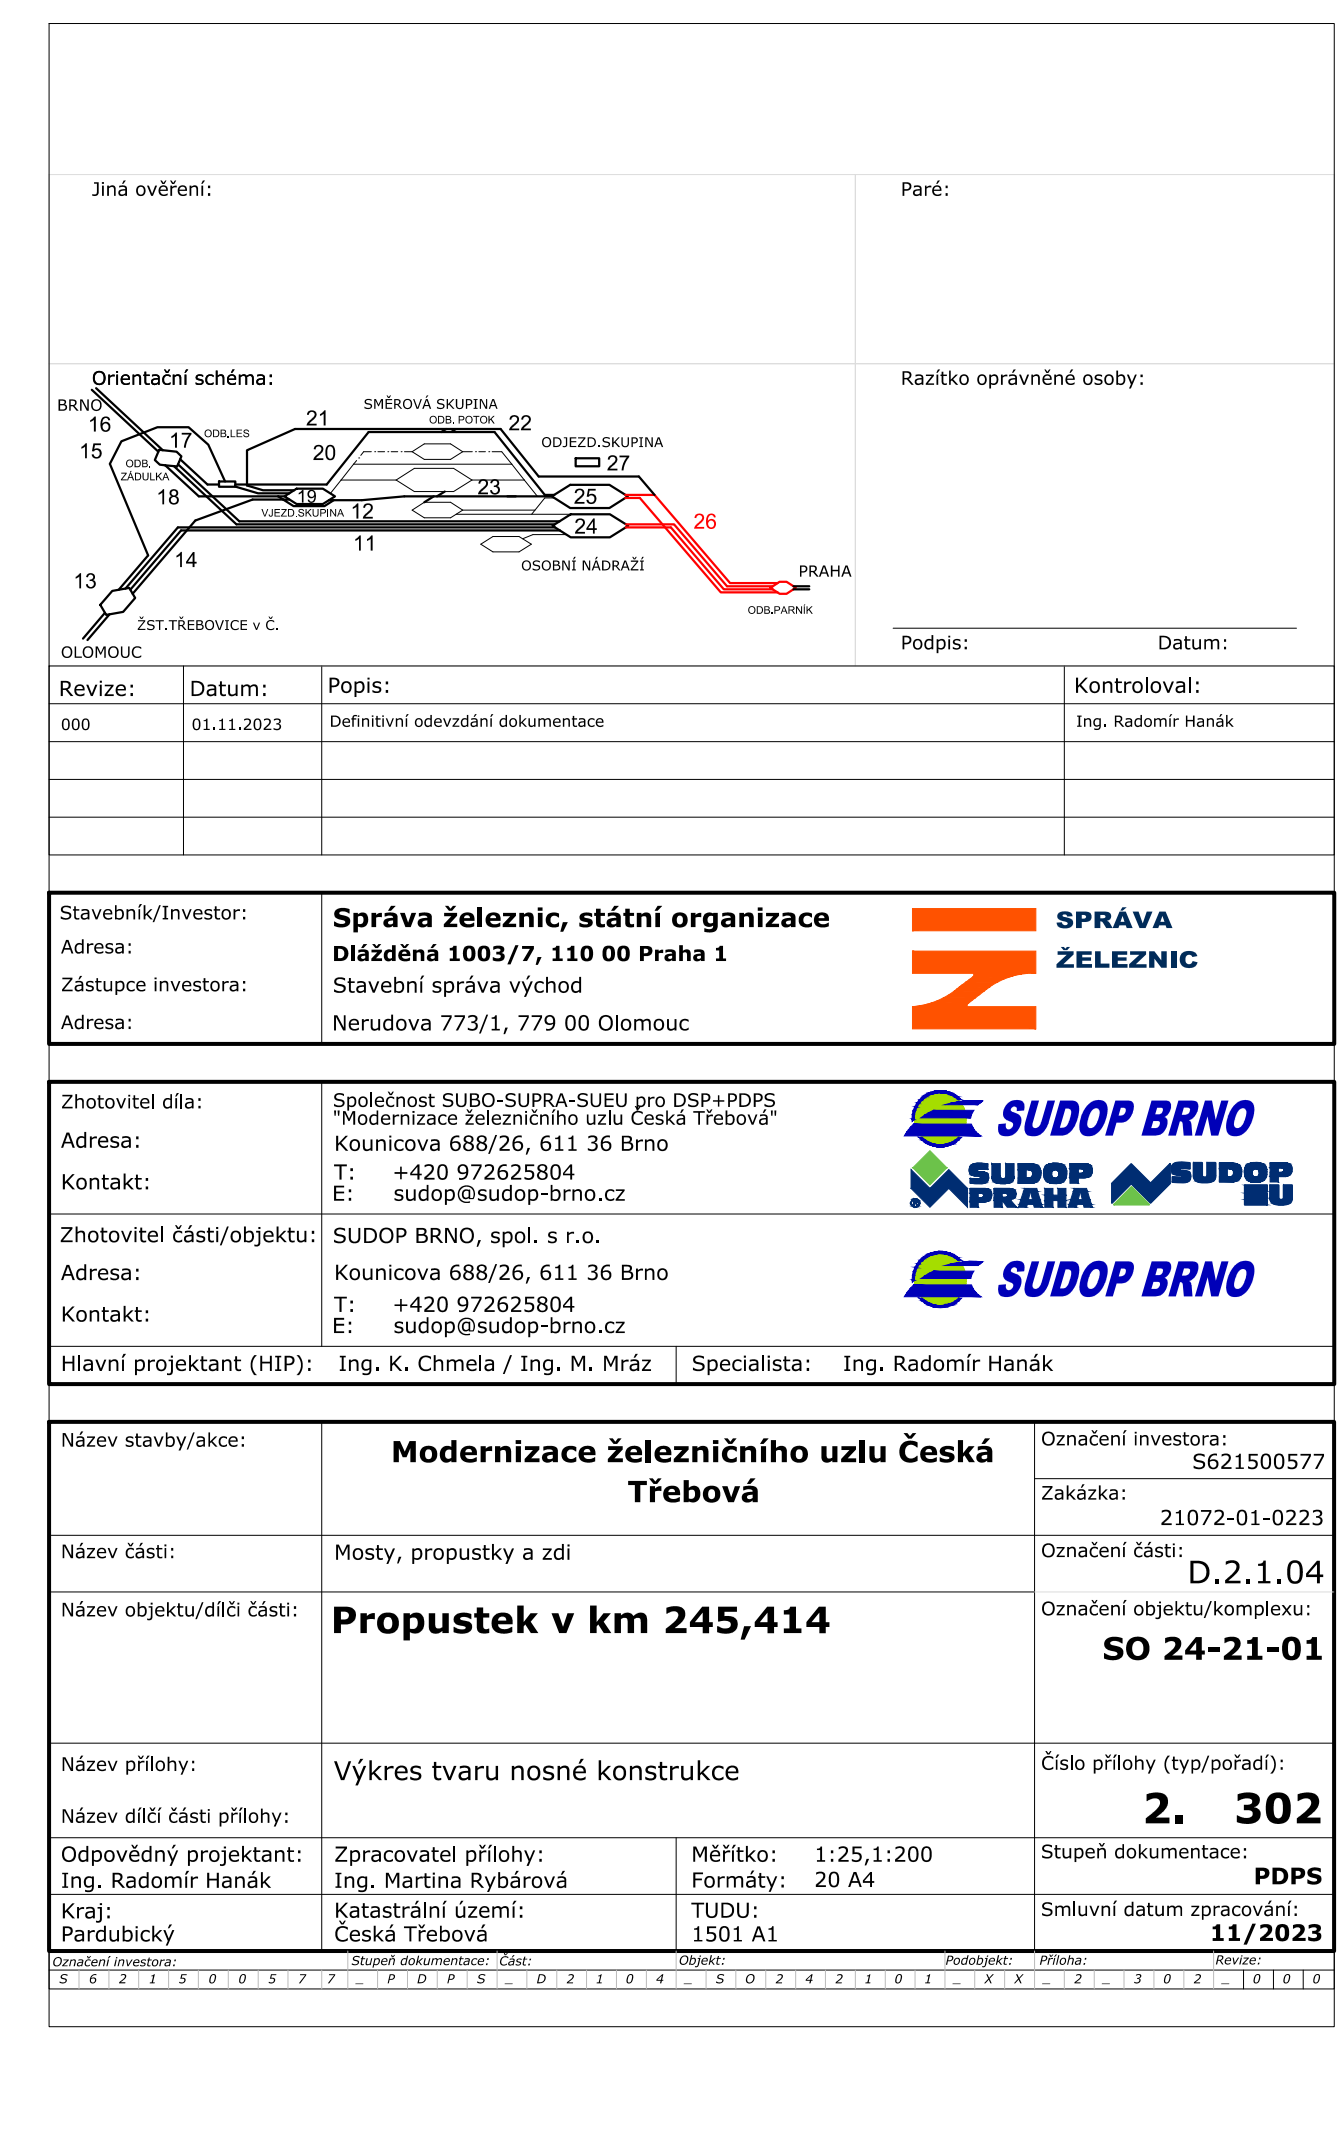 Jiná ověření:
Paré:
Orientační schéma:
Razítko oprávněné osoby:
BRNO
SMĚROVÁ SKUPINA
16
21
ODB. POTOK
22
15
17
ODB.LES
ODJEZD.SKUPINA
20
27
ODB.
ZÁDULKA
18
19
23
25
VJEZD.SKUPINA
12
24
26
11
14
OSOBNÍ NÁDRAŽÍ
PRAHA
13
ODB.PARNÍK
ŽST.TŘEBOVICE v Č.
OLOMOUC
Podpis:
Datum:
Revize:
Datum:
Popis:
Kontroloval:
000
01.11.2023
Definitivní odevzdání dokumentace
Ing. Radomír Hanák
Stavebník/Investor:
Správa železnic, státní organizace
Adresa:
Dlážděná 1003/7, 110 00 Praha 1
Zástupce investora:
Stavební správa východ
Adresa:
Nerudova 773/1, 779 00 Olomouc
SPRÁVA
ŽELEZNIC
Zhotovitel díla:
Společnost SUBO-SUPRA-SUEU pro DSP+PDPS
"Modernizace železničního uzlu Česká Třebová"
Adresa:
Kounicova 688/26, 611 36 Brno
Kontakt:
T: +420 972625804
E: sudop@sudop-brno.cz
SUDOP BRNO
SUDOP
PRAHA
SUDOP
EU
Zhotovitel části/objektu:
SUDOP BRNO, spol. s r.o.
Adresa:
Kounicova 688/26, 611 36 Brno
Kontakt:
T: +420 972625804
E: sudop@sudop-brno.cz
SUDOP BRNO
Hlavní projektant (HIP): Ing. K. Chmela / Ing. M. Mráz
Specialista: Ing. Radomír Hanák
Název stavby/akce:
Modernizace železničního uzlu Česká
Třebová
Označení investora:
S621500577
Zakázka:
21072-01-0223
Název části:
Mosty, propustky a zdi
Označení části:
D.2.1.04
Název objektu/dílči části:
Propustek v km 245,414
Označení objektu/komplexu:
SO 24-21-01
Název přílohy:
Výkres tvaru nosné konstrukce
Číslo přílohy (typ/pořadí):
2. 302
Název dílčí části přílohy:
Odpovědný projektant:
Ing. Radomír Hanák
Zpracovatel přílohy:
Ing. Martina Rybárová
Měřítko: 1:25,1:200
Formáty: 20 A4
Stupeň dokumentace:
PDPS
Kraj:
Pardubický
Katastrální území:
Česká Třebová
TUDU:
1501 A1
Smluvní datum zpracování:
11/2023
Označení investora: Stupeň dokumentace: Část: Objekt: Podobjekt: Příloha: Revize:
S 6 2 1 5 0 0 5 7 7 _ P D P S _ D 2 1 0 4 _ S O 2 4 2 1 0 1 _ X X _ 2 _ 3 0 2 _ 0 0 0